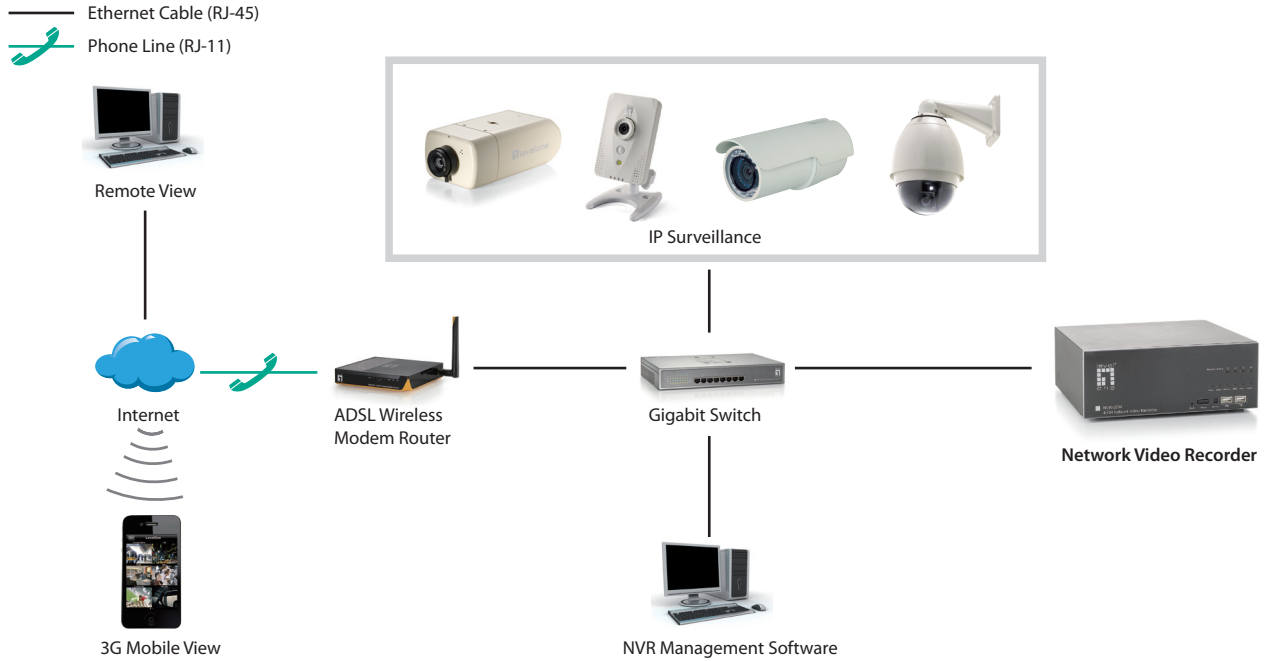 Ethernet Cable (RJ-45)
Phone Line (RJ-11)
Remote View
levelone
IP Surveillance
Internet
ADSL Wireless
Modem Router
Gigabit Switch
Network Video Recorder
3G Mobile View
NVR Management Software